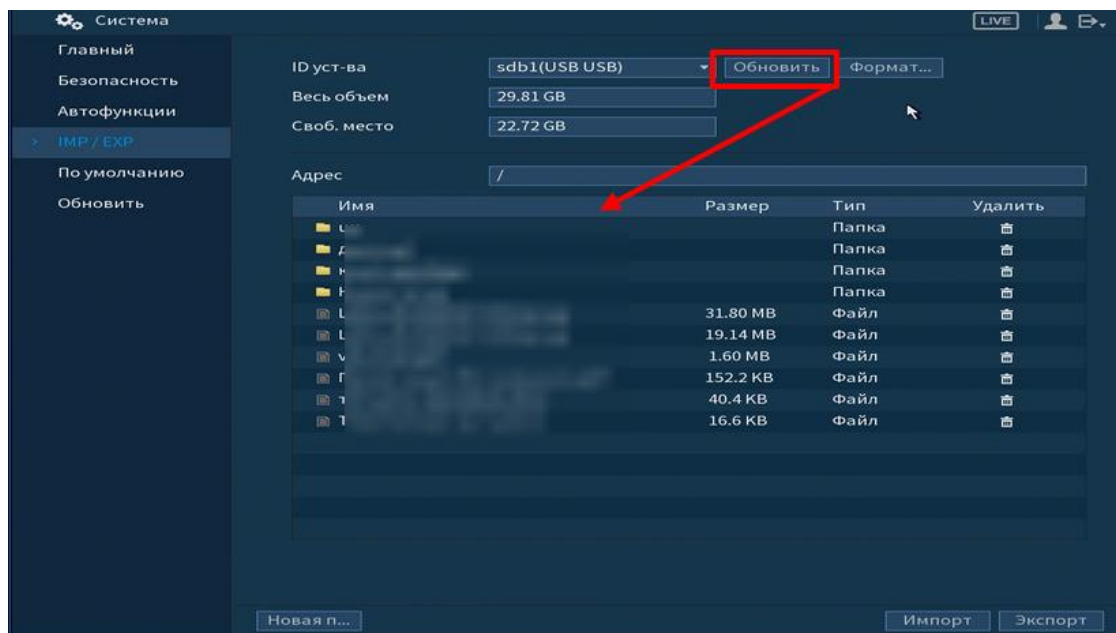 Система LIVE
Главный
Безопасность
Автофункции
IMP / EXP
По умолчанию
Обновить
ID уст-ва sdb1(USB USB) Обновить Формат...
Весь объем 29.81 GB
Своб. место 22.72 GB
Адрес /
Имя Размер Тип Удалить
Папка
Папка
Папка
Папка
31.80 MB Файл
19.14 MB Файл
1.60 MB Файл
152.2 KB Файл
40.4 KB Файл
16.6 KB Файл
Новая п... Импорт Экспорт